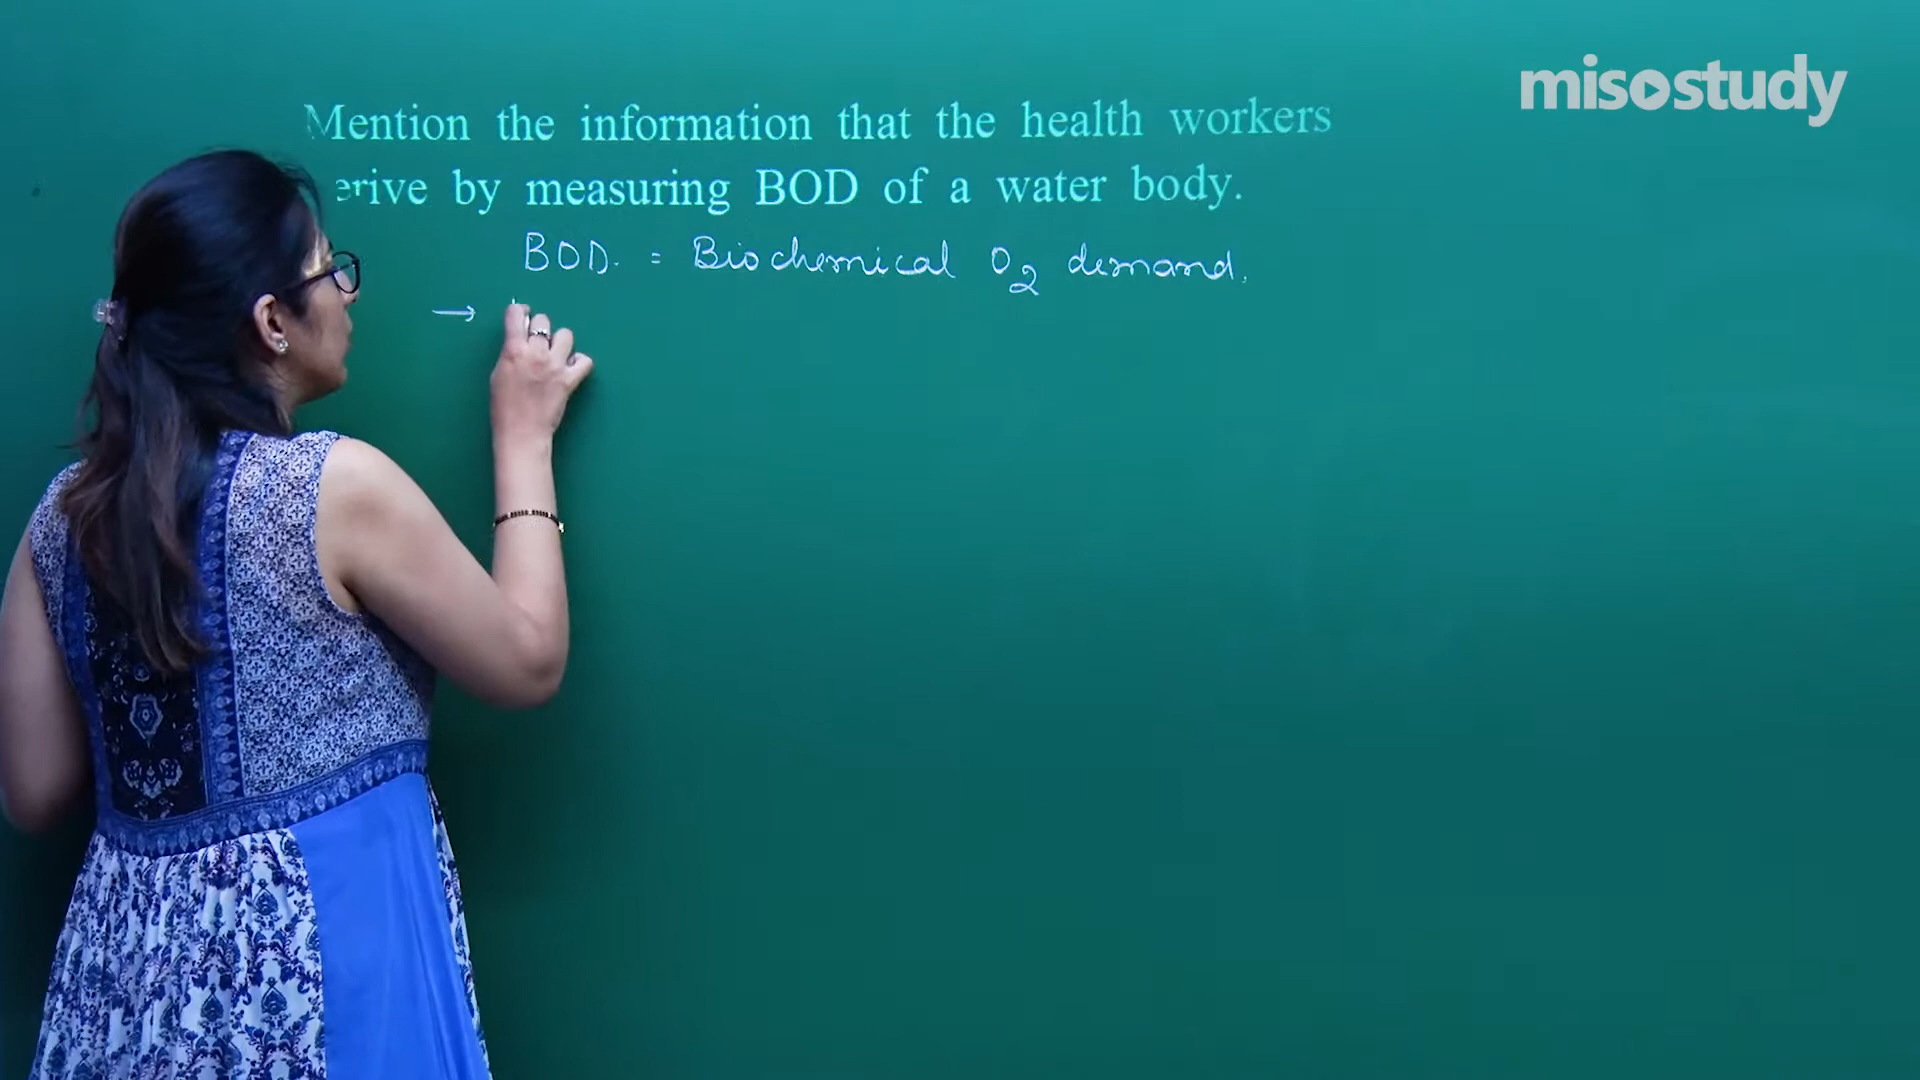 misostudy
Mention the information that the health workers
erive by measuring BOD of a water body.
BOD. = Biochemical O₂ demand.
→